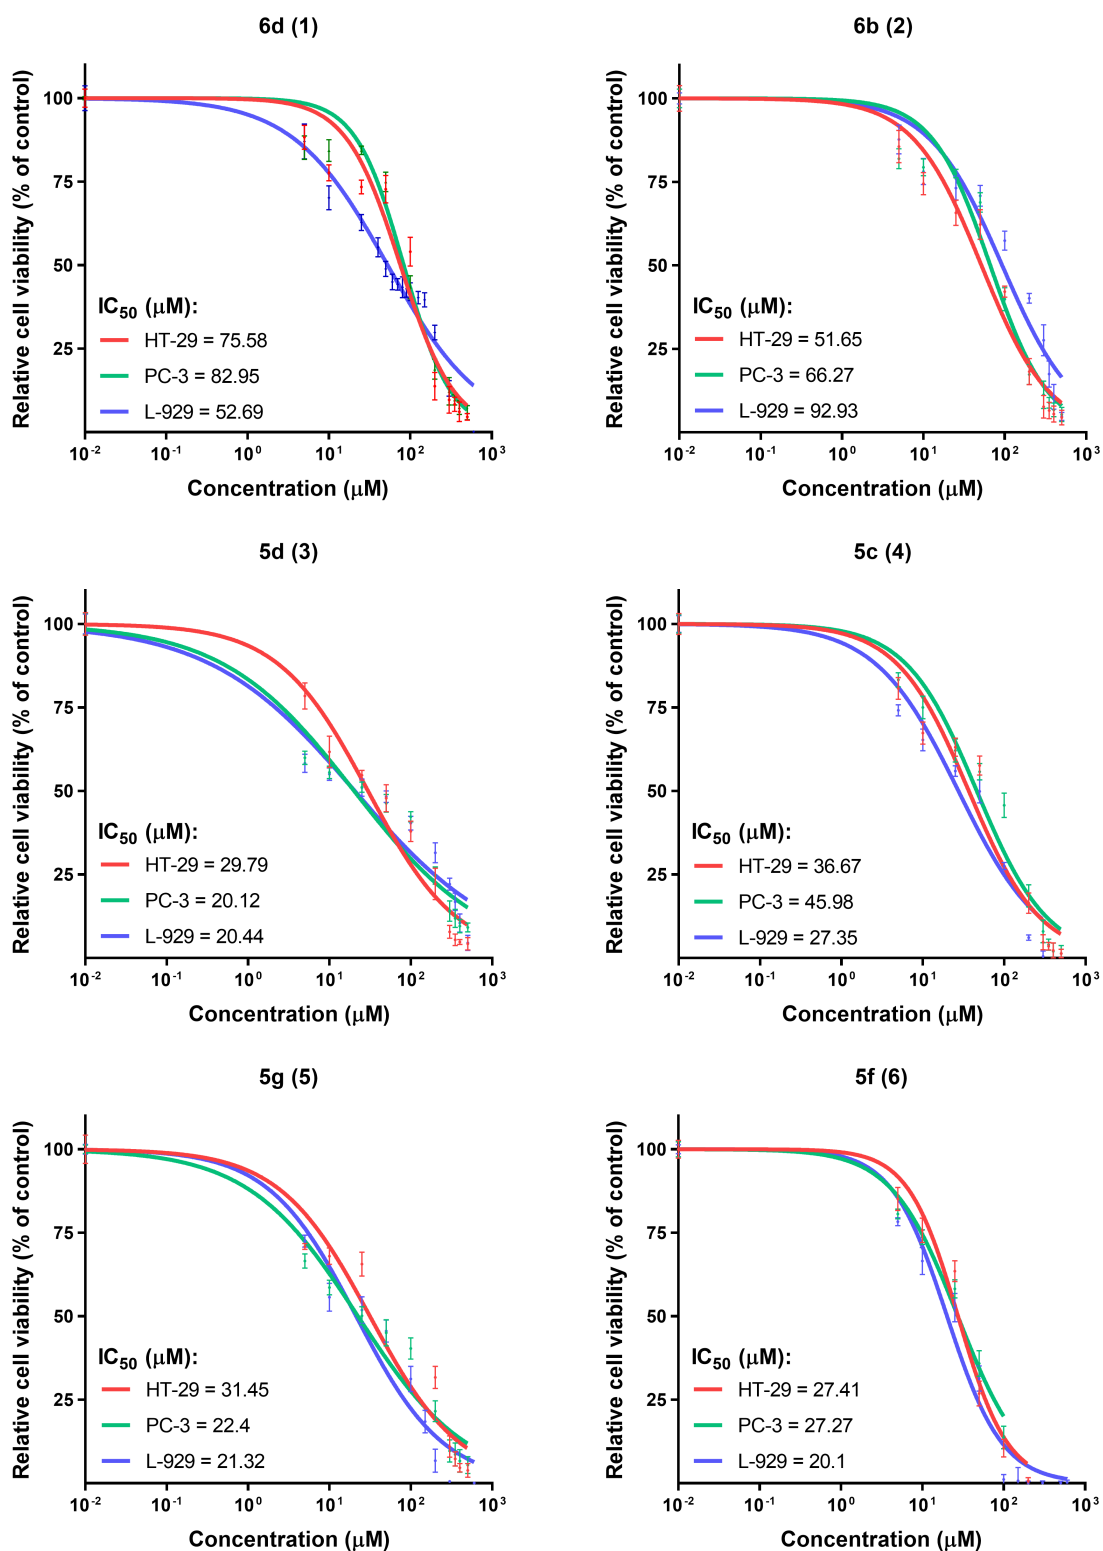 6d (1)
Relative cell viability (% of control)
100
75
50
25
IC50 (μM):
HT-29 = 75.58
PC-3 = 82.95
L-929 = 52.69
10-2 10-1 100 101 102 103
Concentration (μM)
6b (2)
Relative cell viability (% of control)
100
75
50
25
IC50 (μM):
HT-29 = 51.65
PC-3 = 66.27
L-929 = 92.93
10-2 10-1 100 101 102 103
Concentration (μM)
5d (3)
Relative cell viability (% of control)
100
75
50
25
IC50 (μM):
HT-29 = 29.79
PC-3 = 20.12
L-929 = 20.44
10-2 10-1 100 101 102 103
Concentration (μM)
5c (4)
Relative cell viability (% of control)
100
75
50
25
IC50 (μM):
HT-29 = 36.67
PC-3 = 45.98
L-929 = 27.35
10-2 10-1 100 101 102 103
Concentration (μM)
5g (5)
Relative cell viability (% of control)
100
75
50
25
IC50 (μM):
HT-29 = 31.45
PC-3 = 22.4
L-929 = 21.32
10-2 10-1 100 101 102 103
Concentration (μM)
5f (6)
Relative cell viability (% of control)
100
75
50
25
IC50 (μM):
HT-29 = 27.41
PC-3 = 27.27
L-929 = 20.1
10-2 10-1 100 101 102 103
Concentration (μM)